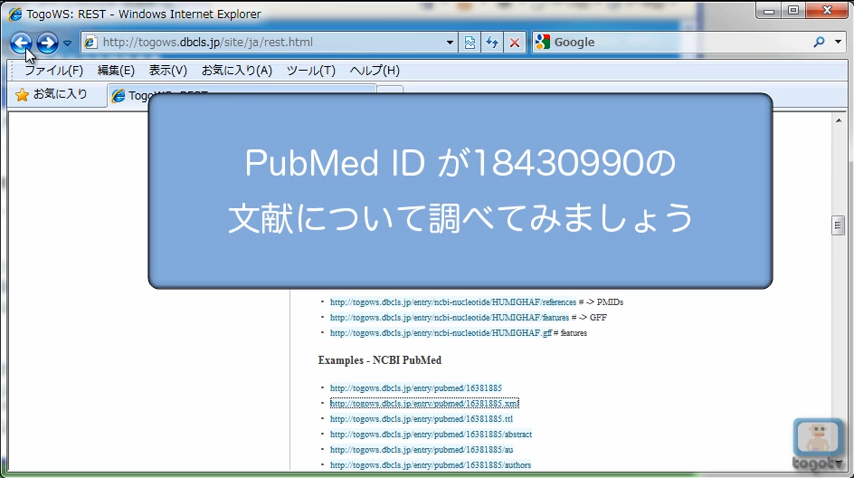 TogoWS: REST - Windows Internet Explorer
http://togows.dbcls.jp/site/ja/rest.html
Google
ファイル(F) 編集(E) 表示(V) お気に入り(A) ツール(T) ヘルプ(H)
お気に入り
TogoWS: REST
PubMed ID が18430990の
文献について調べてみましょう
http://togows.dbcls.jp/entry/ncbi-nucleotide/HUMIGHAF/references # -> PMIDs
http://togows.dbcls.jp/entry/ncbi-nucleotide/HUMIGHAF/features # -> GFF
http://togows.dbcls.jp/entry/ncbi-nucleotide/HUMIGHAF.gff # features
Examples - NCBI PubMed
http://togows.dbcls.jp/entry/pubmed/16381885
http://togows.dbcls.jp/entry/pubmed/16381885.xml
http://togows.dbcls.jp/entry/pubmed/16381885.ttl
http://togows.dbcls.jp/entry/pubmed/16381885/abstract
http://togows.dbcls.jp/entry/pubmed/16381885/au
http://togows.dbcls.jp/entry/pubmed/16381885/authors
togotv